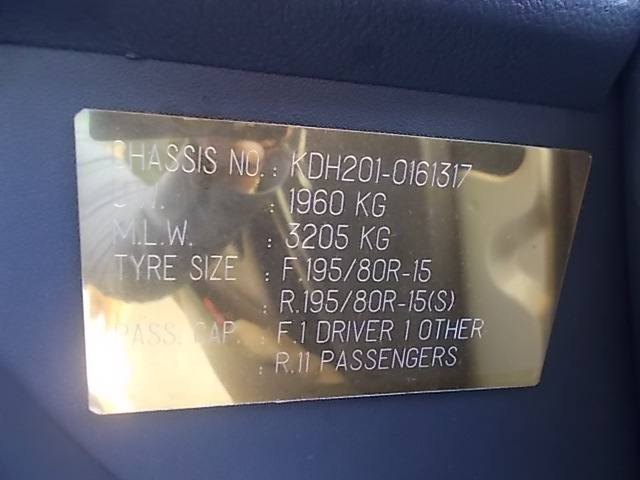 CHASSIS NO. : KDH201-0161317
: 1960 KG
M.L.W. : 3205 KG
TYRE SIZE : F.195/80R-15
: R.195/80R-15(S)
PASS. CAP. : F.1 DRIVER 1 OTHER
: R.11 PASSENGERS